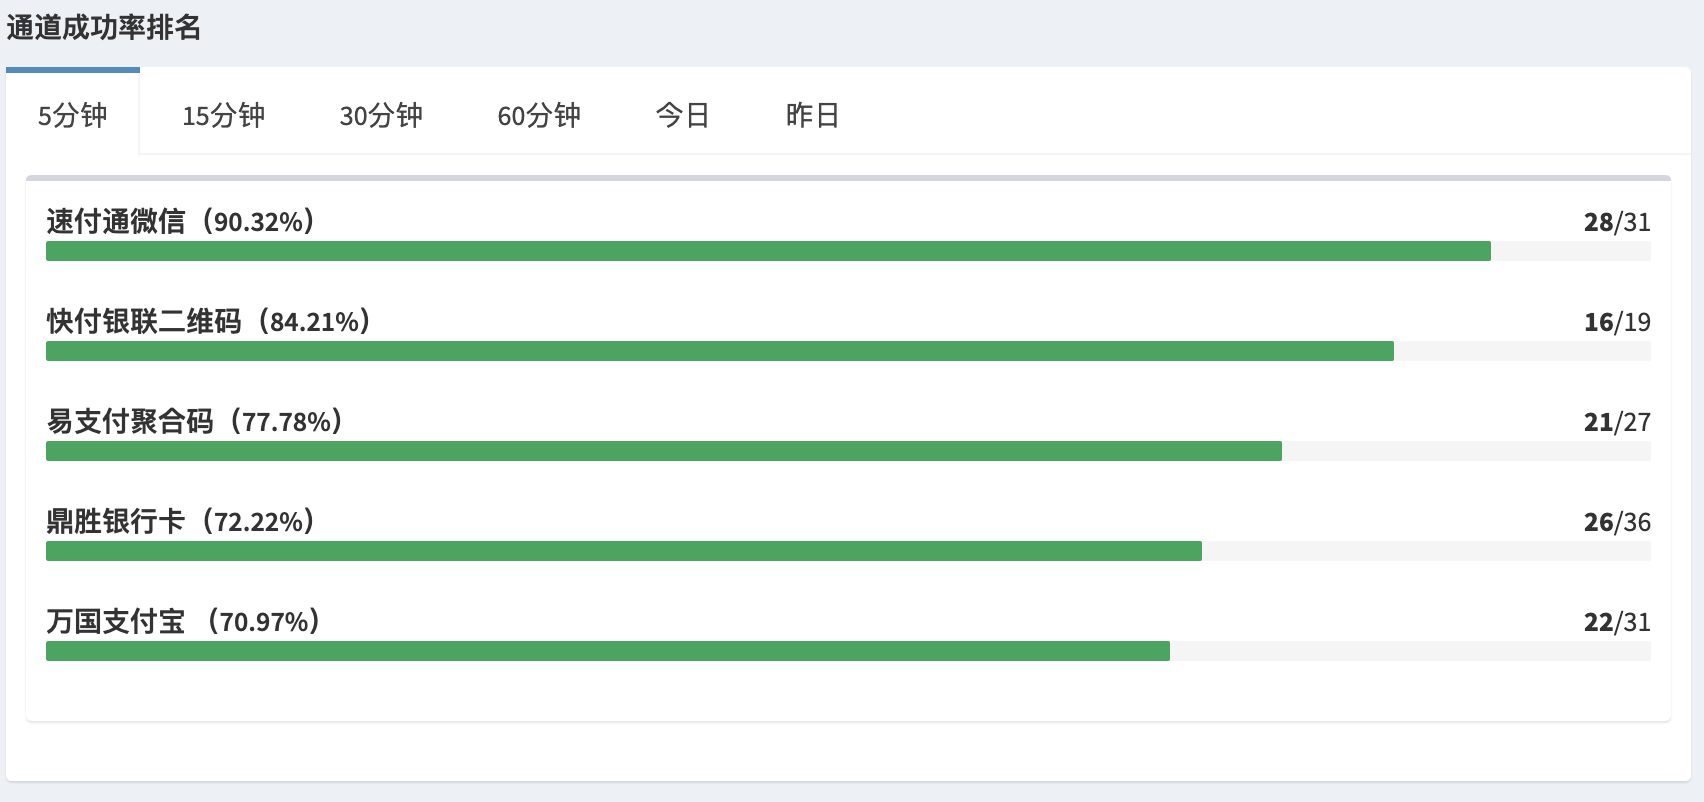 通道成功率排名
5分钟 15分钟 30分钟 60分钟 今日 昨日
速付通微信（90.32%） 28/31
快付银联二维码（84.21%） 16/19
易支付聚合码（77.78%） 21/27
鼎胜银行卡（72.22%） 26/36
万国支付宝 （70.97%） 22/31